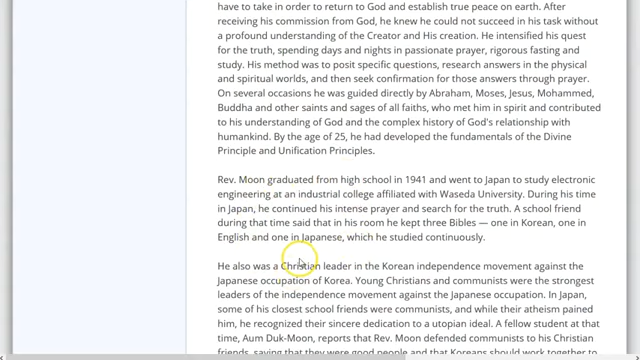 have to take in order to return to God and establish true peace on earth. After
receiving his commission from God, he knew he could not succeed in his task without
a profound understanding of the Creator and His creation. He intensified his quest
for the truth, spending days and nights in passionate prayer, rigorous fasting and
study. His method was to posit specific questions, research answers in the physical
and spiritual worlds, and then seek confirmation for those answers through prayer.
On several occasions he was guided directly by Abraham, Moses, Jesus, Mohammed,
Buddha and other saints and sages of all faiths, who met him in spirit and contributed
to his understanding of God and the complex history of God's relationship with
humankind. By the age of 25, he had developed the fundamentals of the Divine
Principle and Unification Principles.
Rev. Moon graduated from high school in 1941 and went to Japan to study electronic
engineering at an industrial college affiliated with Waseda University. During his time
in Japan, he continued his intense prayer and search for the truth. A school friend
during that time said that in his room he kept three Bibles — one in Korean, one in
English and one in Japanese, which he studied continuously.
He also was a Christian leader in the Korean independence movement against the
Japanese occupation of Korea. Young Christians and communists were the strongest
leaders of the independence movement against the Japanese occupation. In Japan,
some of his closest school friends were communists, and while their atheism pained
him, he recognized their sincere dedication to a utopian ideal. A fellow student at that
time, Aum Duk-Moon, reports that Rev. Moon defended communists to his Christian
friends, saying that they were good people and that Koreans should work together to